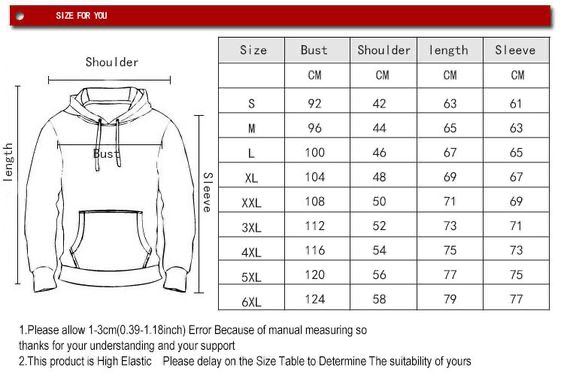 SIZE FOR YOU
Shoulder
length
Bust
Sleeve
Size Bust Shoulder length Sleeve
CM CM CM CM
S 92 42 63 61
M 96 44 65 63
L 100 46 67 65
XL 104 48 69 67
XXL 108 50 71 69
3XL 112 52 73 71
4XL 116 54 75 73
5XL 120 56 77 75
6XL 124 58 79 77
1.Please allow 1-3cm(0.39-1.18inch) Error Because of manual measuring so
thanks for your understanding and your support
2.This product is High Elastic Please delay on the Size Table to Determine The suitability of yours